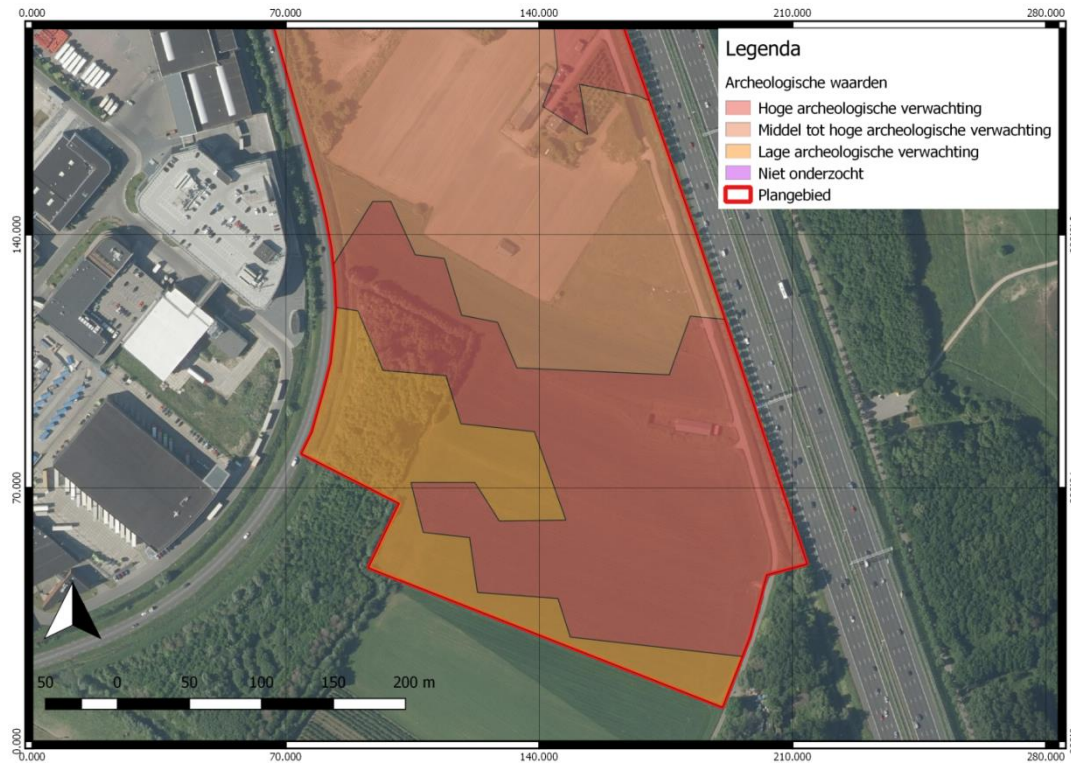 0.000 70.000 140.000 210.000 280.000
Legenda
Archeologische waarden
Hoge archeologische verwachting
Middel tot hoge archeologische verwachting
Lage archeologische verwachting
Niet onderzocht
Plangebied
140.000
70.000
50 0 50 100 150 200 m
0.000
0.000 70.000 140.000 210.000 280.000